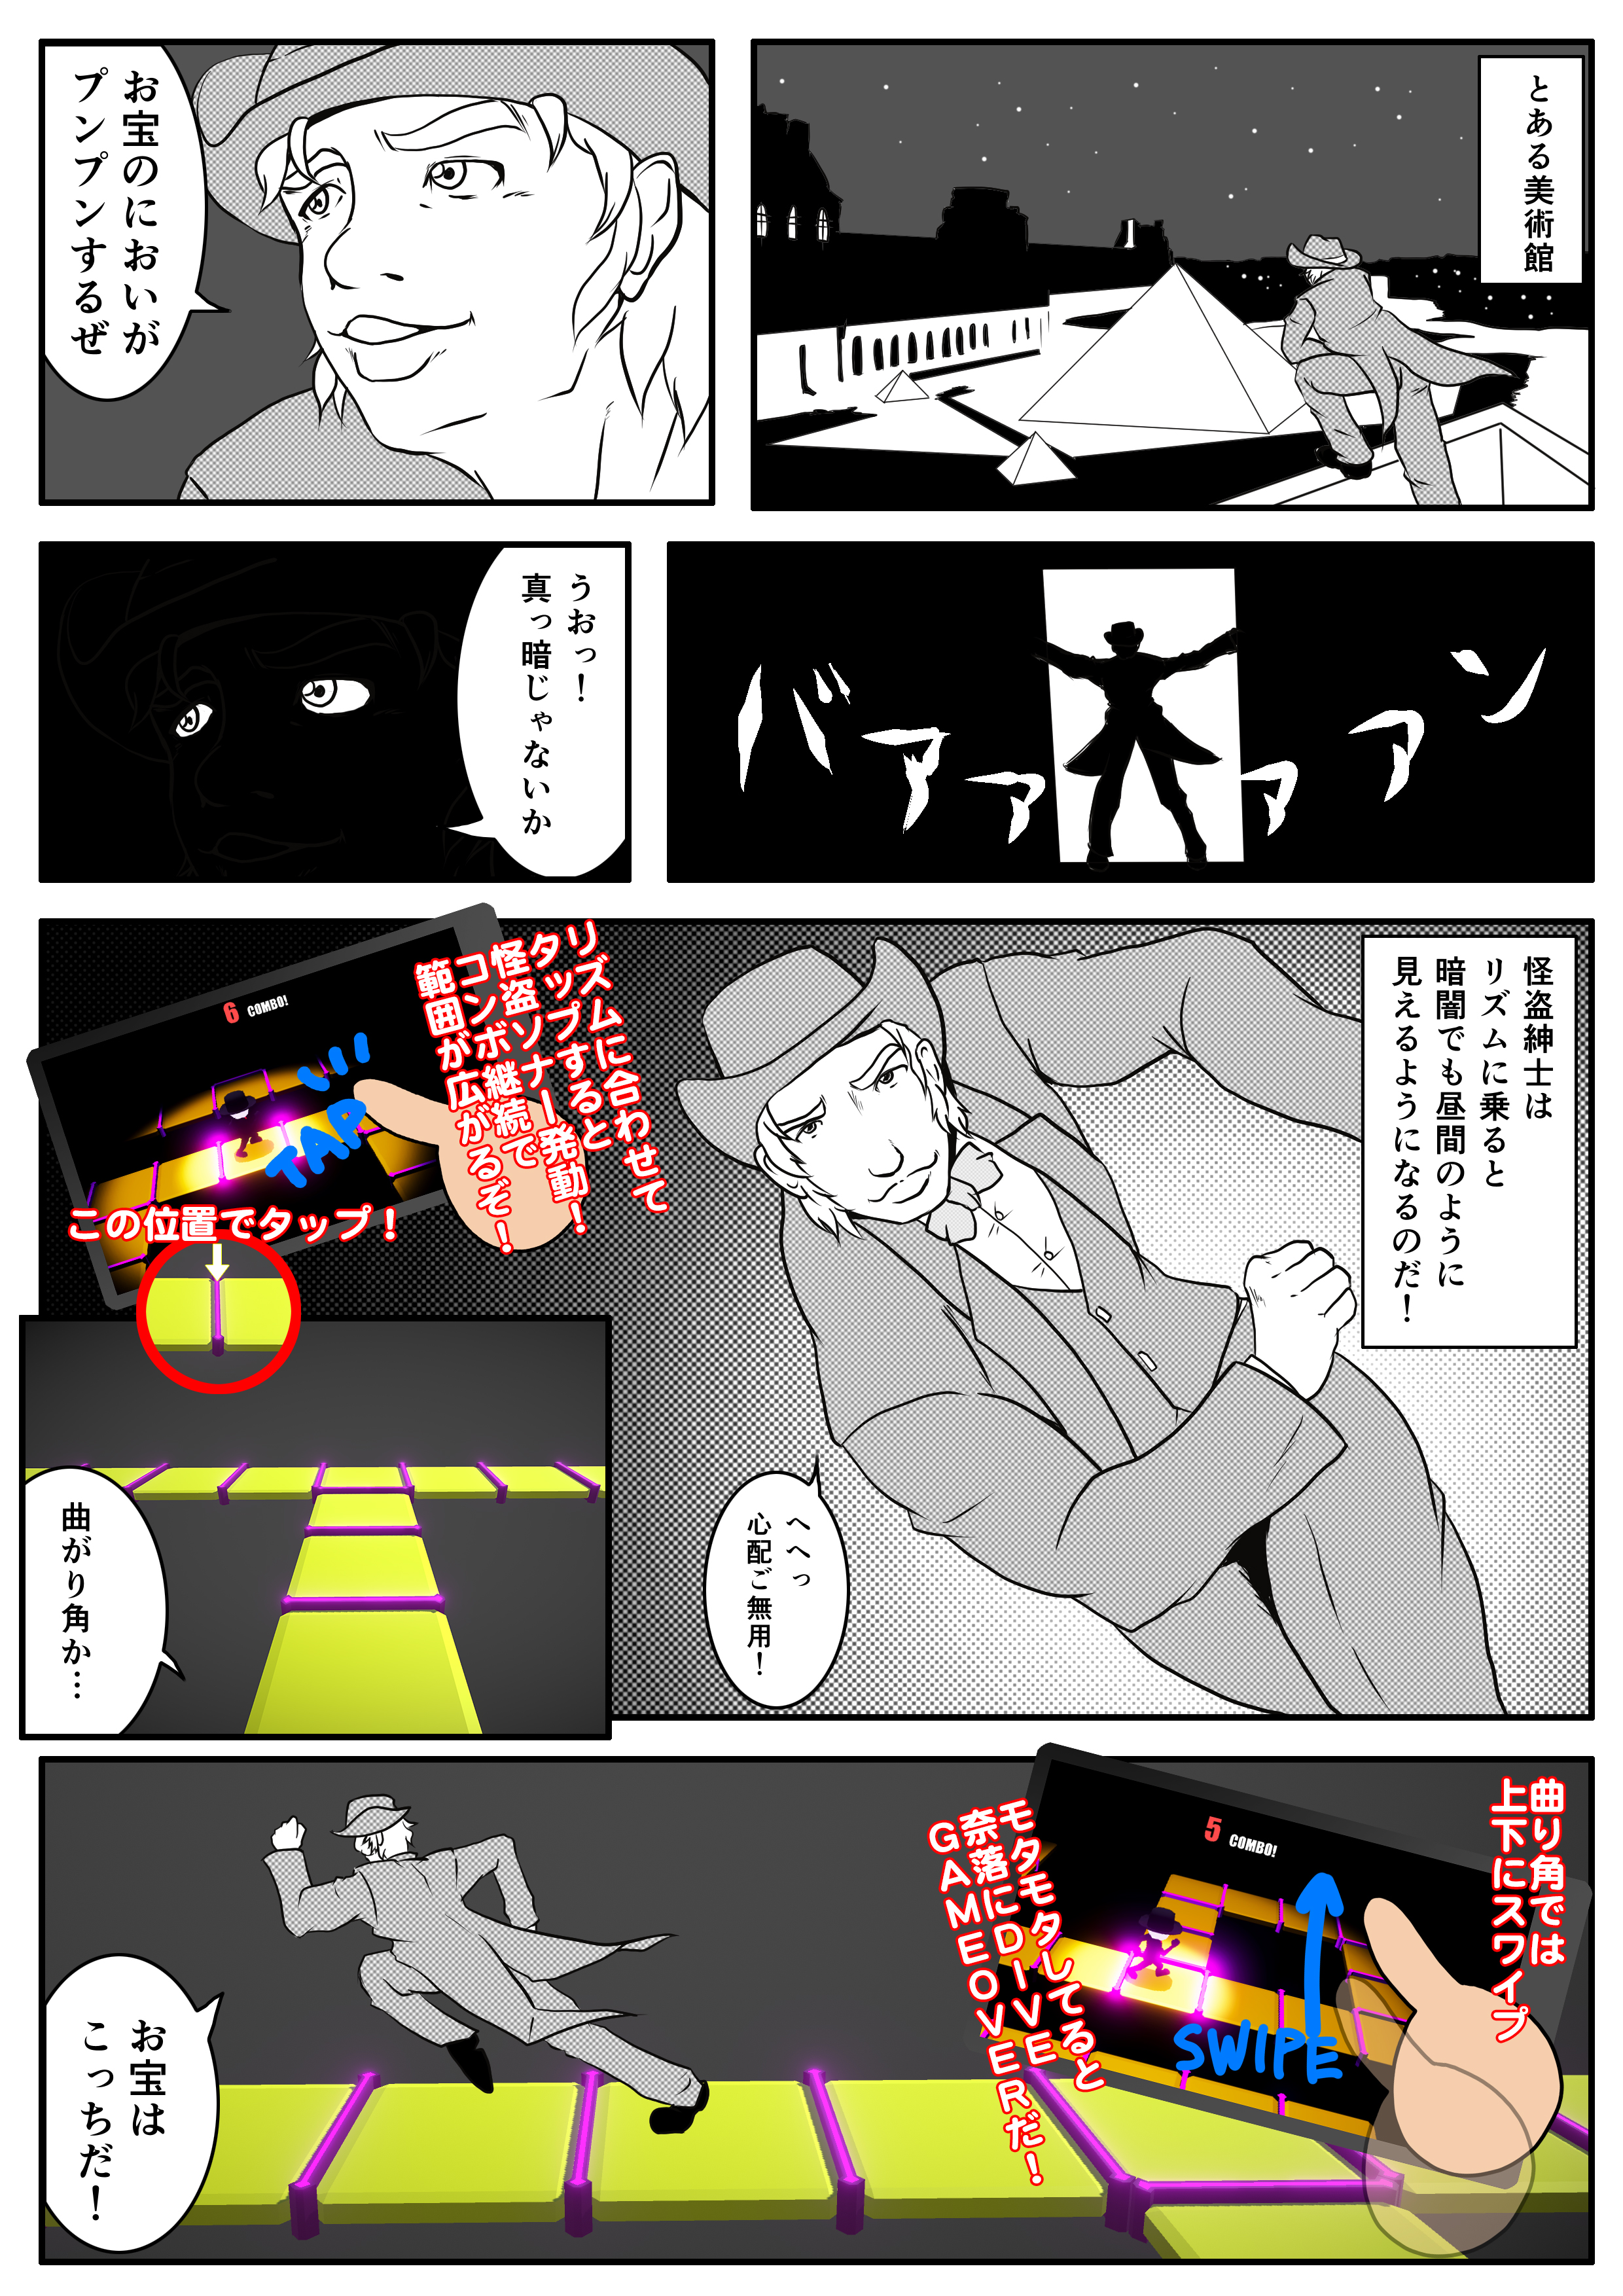 とある美術館
お宝のにおいが
プンプンするぜ
バァァァァン
うおっ！
真っ暗じゃないか
怪盗紳士は
リズムに乗ると
暗闇でも昼間のように
見えるようになるのだ！
へへっ
心配ご無用！
リズムに合わせて
タップすると
怪盗ソナー発動！
コンボ継続で
範囲が広がるぞ！
6 COMBO!
TAP
この位置でタップ！
曲がり角か…
曲り角では
上下にスワイプ
5 COMBO!
SWIPE
モタモタしてると
奈落にDIVE
GAMEOVERだ！
お宝は
こっちだ！